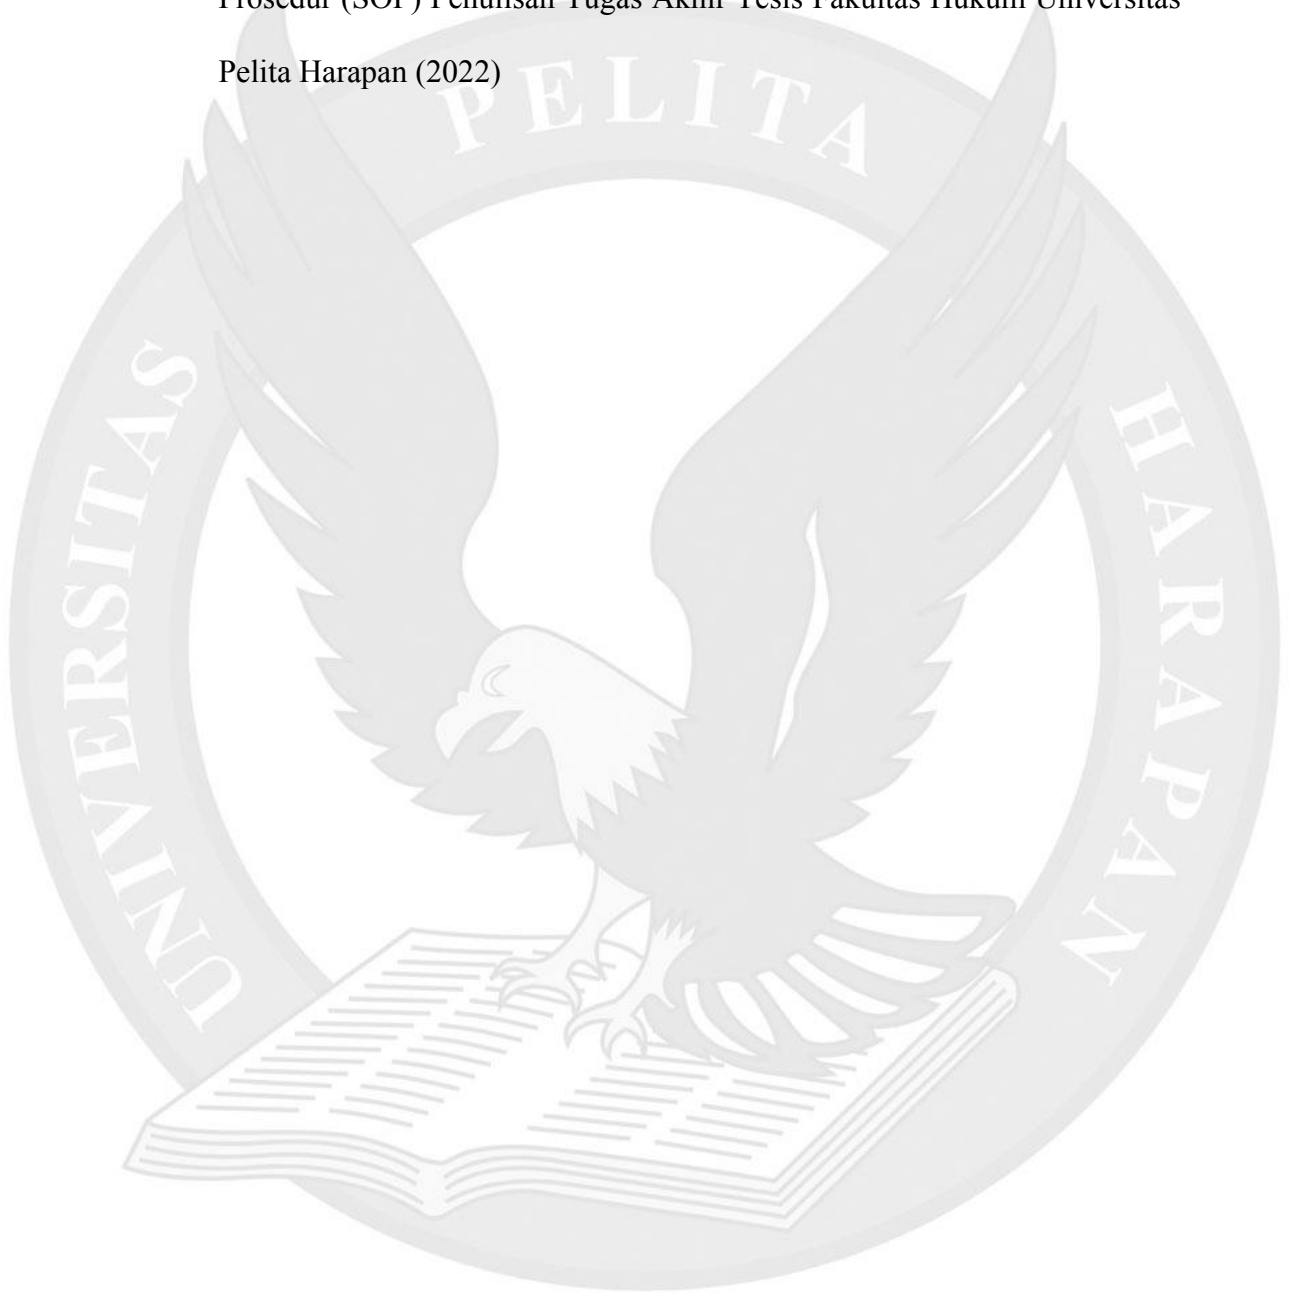 Prosedur (SOP) Penulisan Tugas Akhir Tesis Fakultas Hukum Universitas
Pelita Harapan (2022)
UNIVERSITAS PELITA HARAPAN